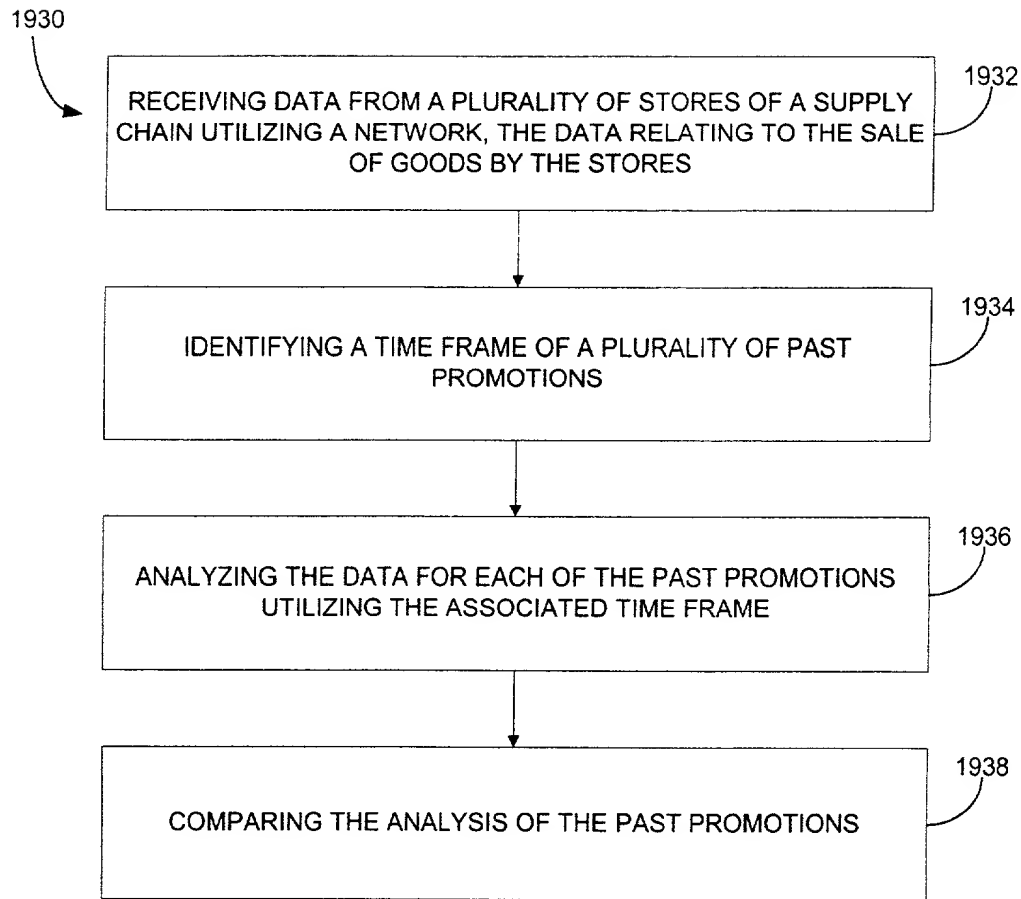 1930
1932
RECEIVING DATA FROM A PLURALITY OF STORES OF A SUPPLY
CHAIN UTILIZING A NETWORK, THE DATA RELATING TO THE SALE
OF GOODS BY THE STORES
1934
IDENTIFYING A TIME FRAME OF A PLURALITY OF PAST
PROMOTIONS
1936
ANALYZING THE DATA FOR EACH OF THE PAST PROMOTIONS
UTILIZING THE ASSOCIATED TIME FRAME
1938
COMPARING THE ANALYSIS OF THE PAST PROMOTIONS